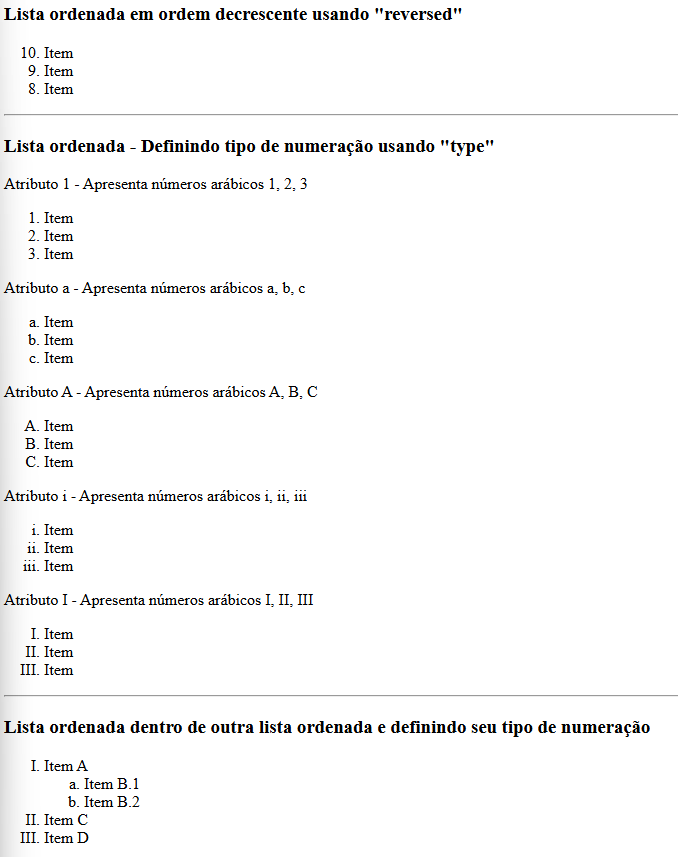 Lista ordenada em ordem decrescente usando "reversed"
10. Item
9. Item
8. Item
Lista ordenada - Definindo tipo de numeração usando "type"
Atributo 1 - Apresenta números arábicos 1, 2, 3
1. Item
2. Item
3. Item
Atributo a - Apresenta números arábicos a, b, c
a. Item
b. Item
c. Item
Atributo A - Apresenta números arábicos A, B, C
A. Item
B. Item
C. Item
Atributo i - Apresenta números arábicos i, ii, iii
i. Item
ii. Item
iii. Item
Atributo I - Apresenta números arábicos I, II, III
I. Item
II. Item
III. Item
Lista ordenada dentro de outra lista ordenada e definindo seu tipo de numeração
I. Item A
a. Item B.1
b. Item B.2
II. Item C
III. Item D